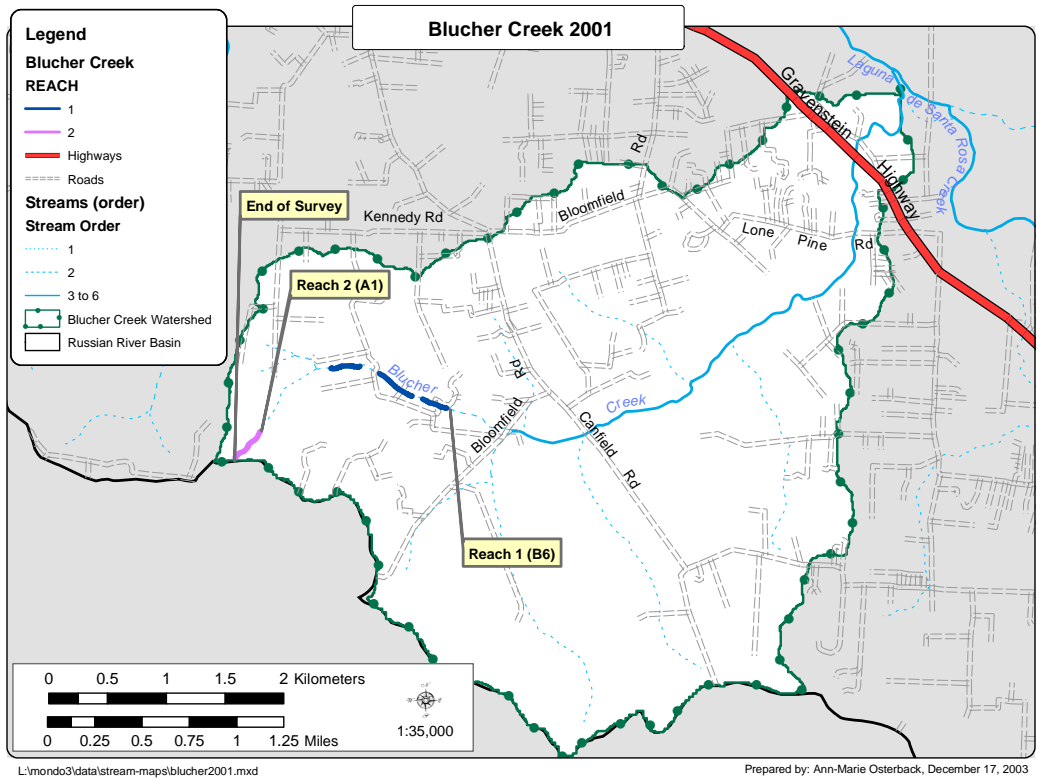 Blucher Creek 2001
Legend
Blucher Creek
REACH
1
2
Highways
Roads
Streams (order)
Stream Order
1
2
3 to 6
Blucher Creek Watershed
Russian River Basin
End of Survey
Reach 2 (A1)
Reach 1 (B6)
Kennedy Rd
Bloomfield
Rd
Lone Pine Rd
Gravenstein
Highway
Laguna
de Santa Rosa
Creek
Blucher
Creek
Bloomfield
Rd
Canfield
Rd
0 0.5 1 1.5 2 Kilometers
0 0.25 0.5 0.75 1 1.25 Miles
1:35,000
L:\mondo3\data\stream-maps\blucher2001.mxd
Prepared by: Ann-Marie Osterback, December 17, 2003